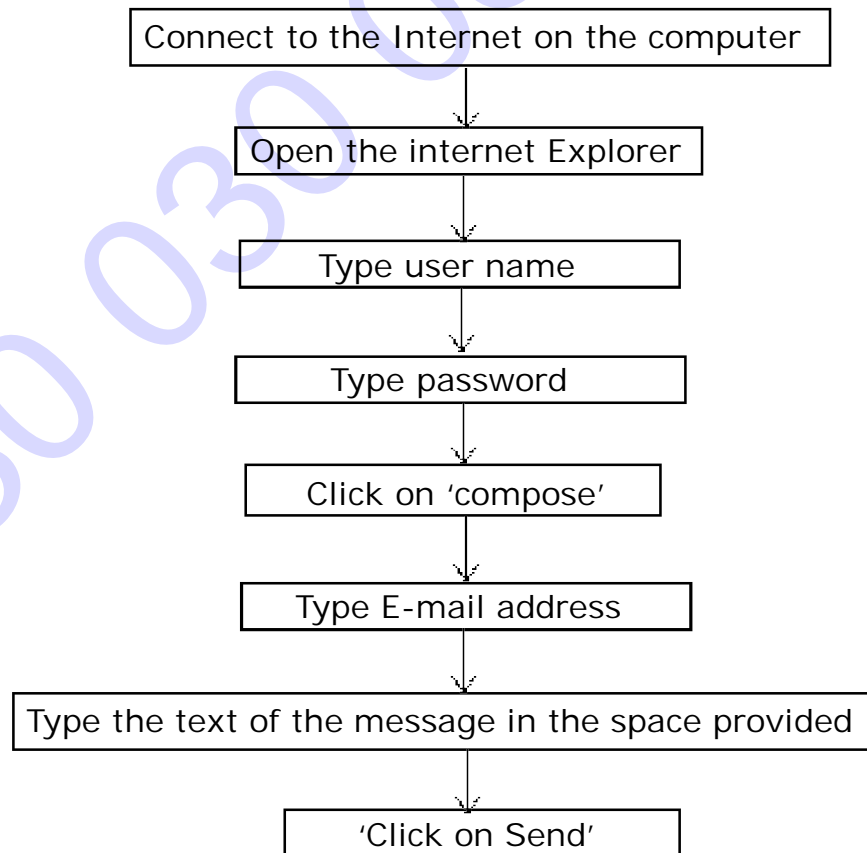 Connect to the Internet on the computer
Open the internet Explorer
Type user name
Type password
Click on ‘compose’
Type E-mail address
Type the text of the message in the space provided
‘Click on Send’
030